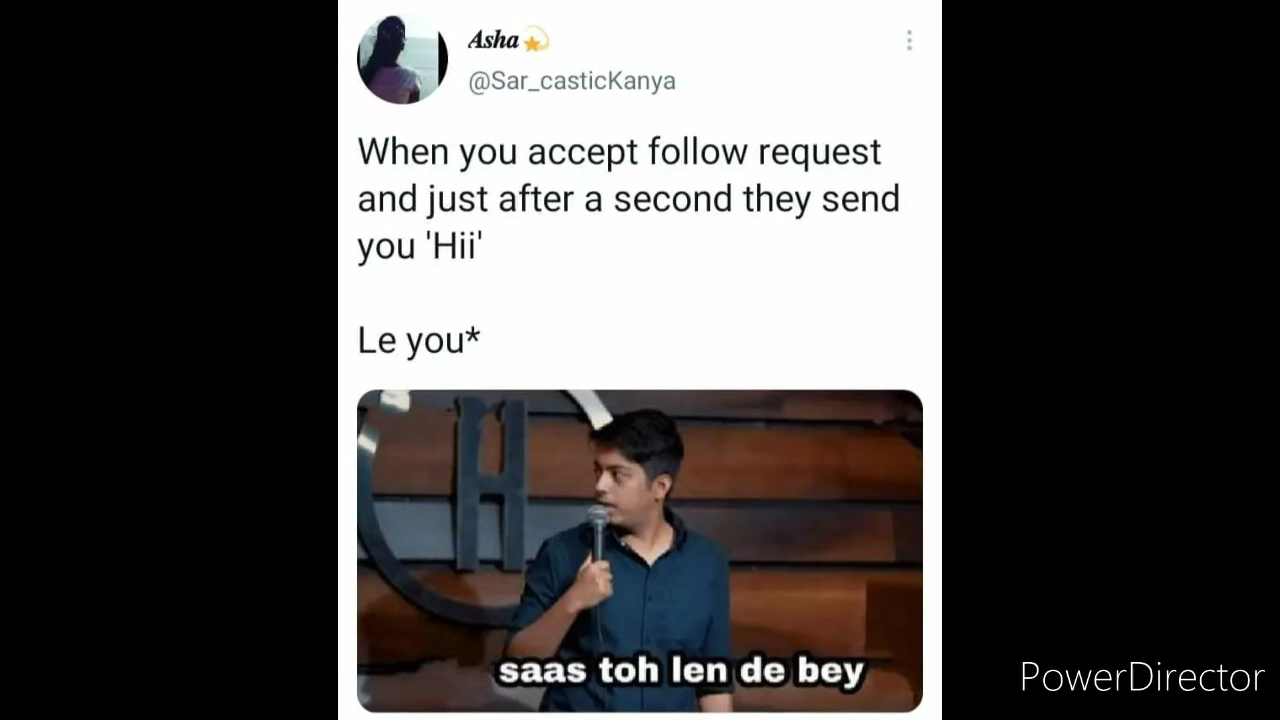 Asha💫
@Sar_casticKanya
When you accept follow request
and just after a second they send
you 'Hii'
Le you*
H
saas toh len de bey
PowerDirector